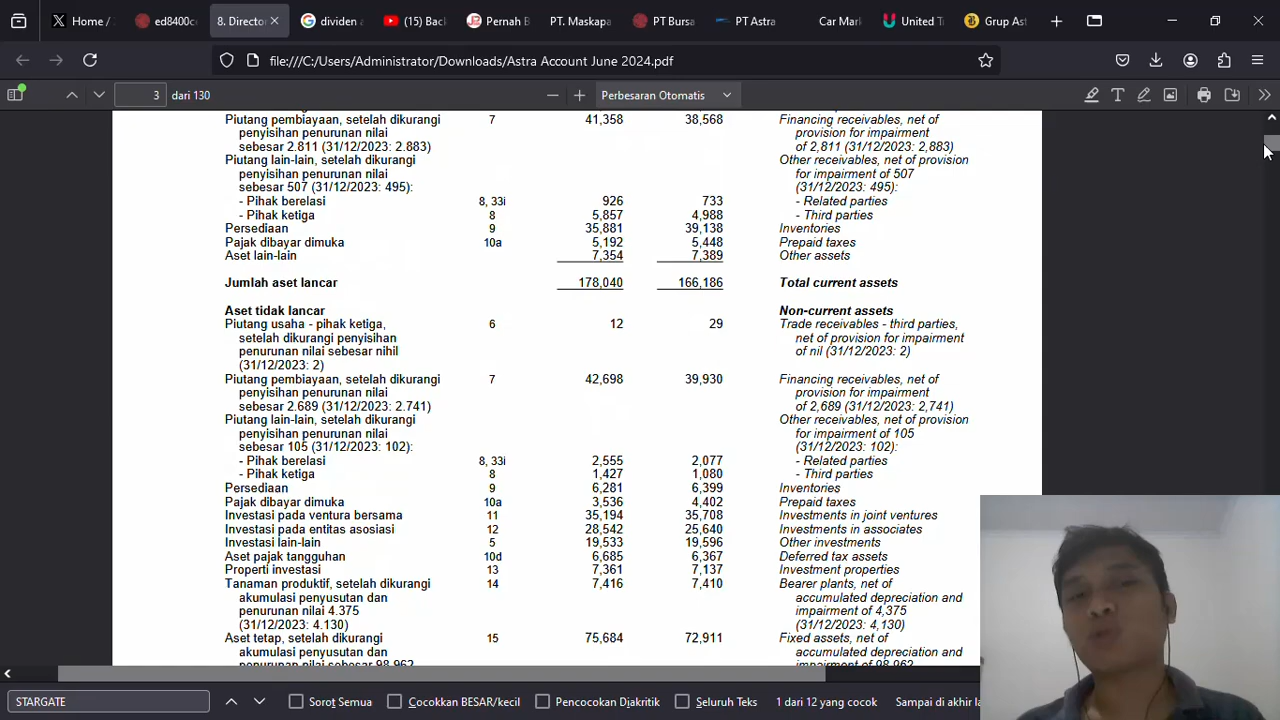 Home /
ed8400c
8. Director
dividen a
(15) Bac
Pernah B
PT. Maskapa
PT Bursa
PT Astra
Car Mark
United T
Grup Ast
file:///C:/Users/Administrator/Downloads/Astra Account June 2024.pdf
3 dari 130
Perbesaran Otomatis
Piutang pembiayaan, setelah dikurangi 7 41,358 38,568 Financing receivables, net of
penyisihan penurunan nilai provision for impairment
sebesar 2.811 (31/12/2023: 2.883) of 2,811 (31/12/2023: 2,883)
Piutang lain-lain, setelah dikurangi Other receivables, net of provision
penyisihan penurunan nilai for impairment of 507
sebesar 507 (31/12/2023: 495): (31/12/2023: 495):
- Pihak berelasi 8, 33i 926 733 - Related parties
- Pihak ketiga 8 5,857 4,988 - Third parties
Persediaan 9 35,881 39,138 Inventories
Pajak dibayar dimuka 10a 5,192 5,448 Prepaid taxes
Aset lain-lain 7,354 7,389 Other assets
Jumlah aset lancar 178,040 166,186 Total current assets
Aset tidak lancar Non-current assets
Piutang usaha - pihak ketiga, 6 12 29 Trade receivables - third parties,
setelah dikurangi penyisihan net of provision for impairment
penurunan nilai sebesar nihil of nil (31/12/2023: 2)
(31/12/2023: 2)
Piutang pembiayaan, setelah dikurangi 7 42,698 39,930 Financing receivables, net of
penyisihan penurunan nilai provision for impairment
sebesar 2.689 (31/12/2023: 2.741) of 2,689 (31/12/2023: 2,741)
Piutang lain-lain, setelah dikurangi Other receivables, net of provision
penyisihan penurunan nilai for impairment of 105
sebesar 105 (31/12/2023: 102): (31/12/2023: 102):
- Pihak berelasi 8, 33i 2,555 2,077 - Related parties
- Pihak ketiga 8 1,427 1,080 - Third parties
Persediaan 9 6,281 6,399 Inventories
Pajak dibayar dimuka 10a 3,536 4,402 Prepaid taxes
Investasi pada ventura bersama 11 35,194 35,708 Investments in joint ventures
Investasi pada entitas asosiasi 12 28,542 25,640 Investments in associates
Investasi lain-lain 5 19,533 19,596 Other investments
Aset pajak tangguhan 10d 6,685 6,367 Deferred tax assets
Properti investasi 13 7,361 7,137 Investment properties
Tanaman produktif, setelah dikurangi 14 7,416 7,410 Bearer plants, net of
akumulasi penyusutan dan accumulated depreciation and
penurunan nilai 4.375 impairment of 4,375
(31/12/2023: 4.130) (31/12/2023: 4,130)
Aset tetap, setelah dikurangi 15 75,684 72,911 Fixed assets, net of
akumulasi penyusutan dan accumulated depreciation and
penurunan nilai sebesar 98.962 impairment of 98,962
STARGATE
Sorot Semua
Cocokkan BESAR/kecil
Pencocokan Diakritik
Seluruh Teks
1 dari 12 yang cocok
Sampai di akhir